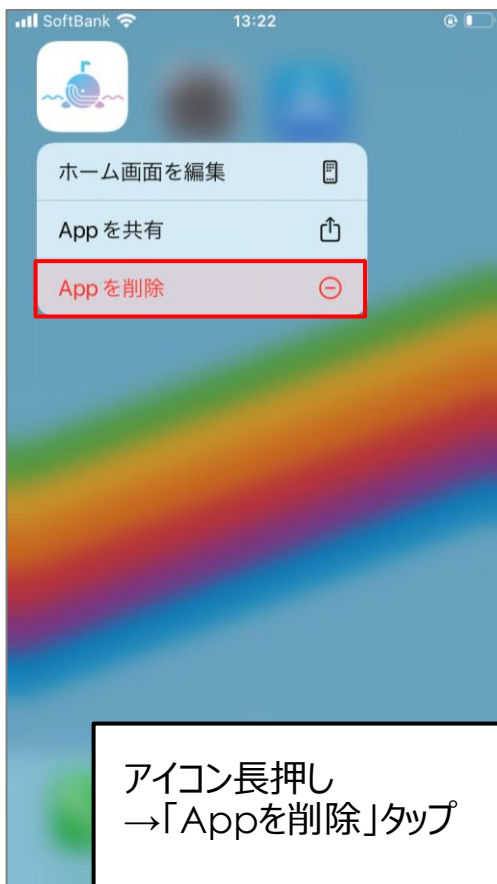 SoftBank 13:22
ホーム画面を編集
Appを共有
Appを削除
アイコン長押し
→「Appを削除」タップ